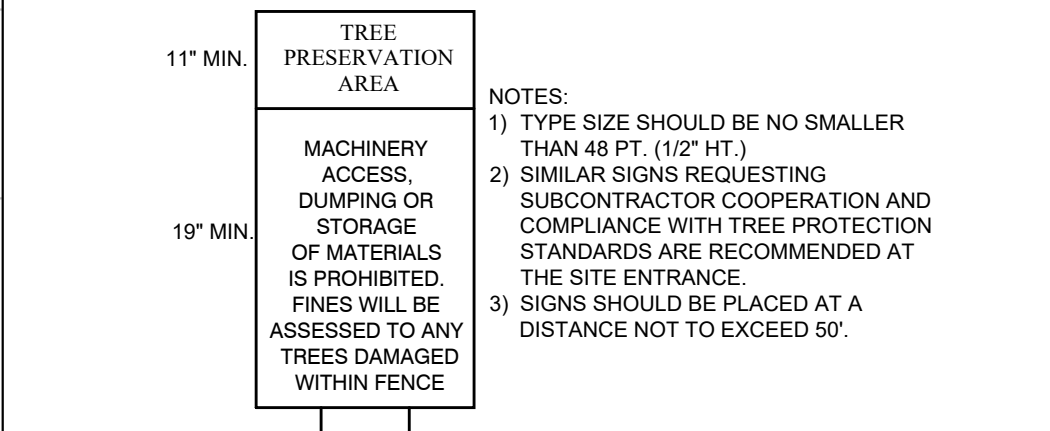 11" MIN.
TREE
PRESERVATION
AREA
19" MIN.
MACHINERY
ACCESS,
DUMPING OR
STORAGE
OF MATERIALS
IS PROHIBITED.
FINES WILL BE
ASSESSED TO ANY
TREES DAMAGED
WITHIN FENCE
NOTES:
1) TYPE SIZE SHOULD BE NO SMALLER
THAN 48 PT. (1/2" HT.)
2) SIMILAR SIGNS REQUESTING
SUBCONTRACTOR COOPERATION AND
COMPLIANCE WITH TREE PROTECTION
STANDARDS ARE RECOMMENDED AT
THE SITE ENTRANCE.
3) SIGNS SHOULD BE PLACED AT A
DISTANCE NOT TO EXCEED 50'.